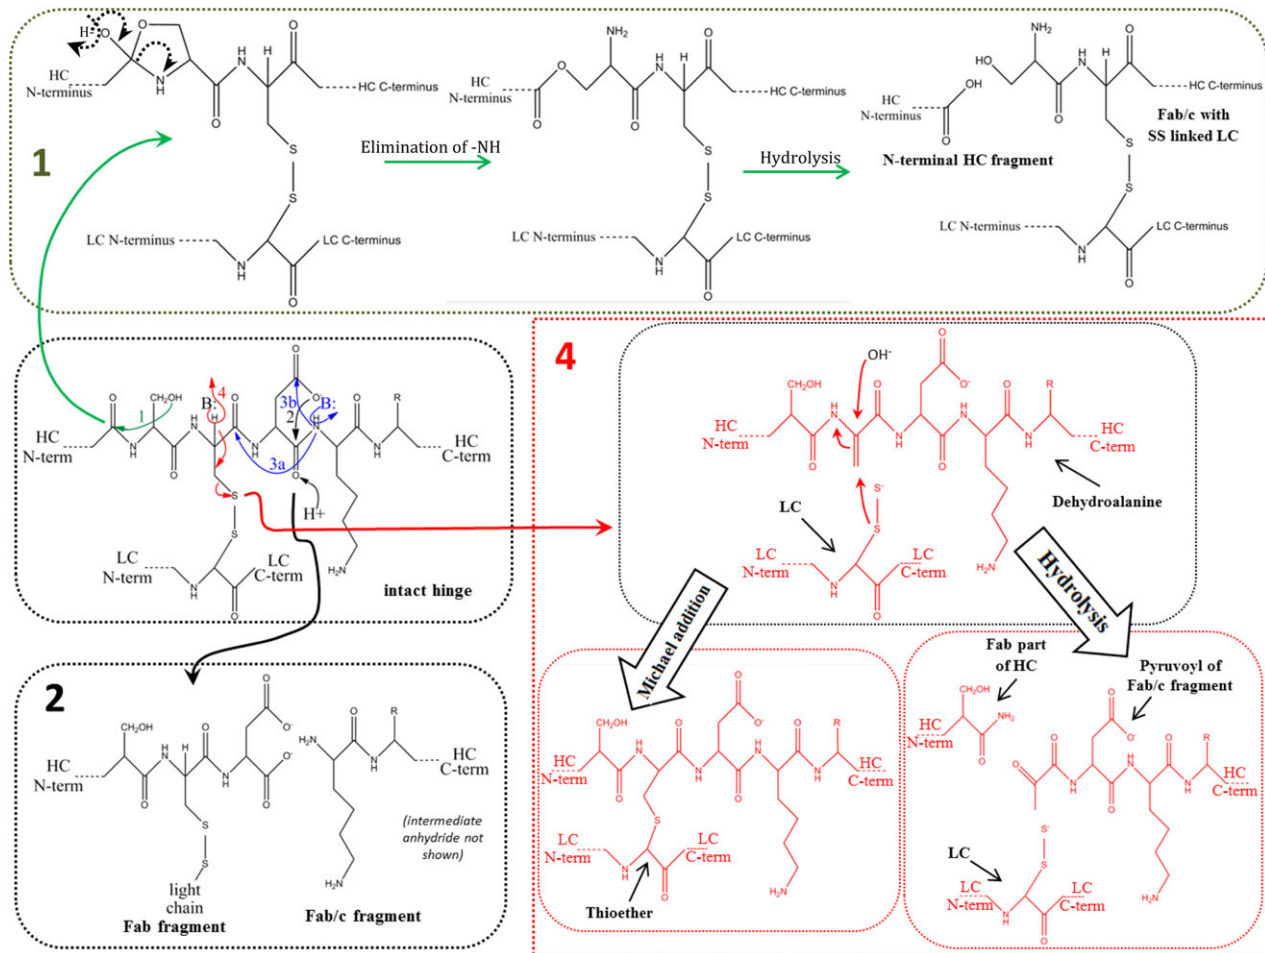 1
H-O
O
N
H
HC
N-terminus
O
HN
H
O
HC C-terminus
S
S
LC N-terminus
N
H
O
LC C-terminus
Elimination of -NH
HC
N-terminus
O
O
NH₂
O
HN
H
O
HC C-terminus
S
S
LC N-terminus
N
H
O
LC C-terminus
Hydrolysis
HC
N-terminus
OH
O
N-terminal HC fragment
NH₂
HO
O
HN
H
O
HC C-terminus
Fab/c with
SS linked LC
S
S
LC N-terminus
N
H
O
LC C-terminus
HC
N-term
O
1
CH₂OH
N
H
O
B:
4
H
N
H
O
3a
N
H
O
O
3b
2
B:
O
H+
H
N
O
R
N
H
HC
C-term
S
S
H₂N
LC
N-term
N
H
O
LC
C-term
intact hinge
2
HC
N-term
CH₂OH
O
H
N
H
O
N
H
O
O⁻
O⁻
O
S
S
light
chain
Fab fragment
H₂N
O
R
N
H
HC
C-term
H₂N
(intermediate
anhydride not
shown)
Fab/c fragment
4
OH⁻
HC
N-term
CH₂OH
O
H
N
O
N
H
O
O⁻
O
H
N
O
N
H
R
HC
C-term
Dehydroalanine
S⁻
S
LC
LC
N-term
N
H
O
LC
C-term
H₂N
Michael addition
Hydrolysis
HC
N-term
CH₂OH
O
H
N
O
N
H
O
O⁻
O
H
N
O
N
H
R
HC
C-term
S
LC
N-term
N
H
O
LC
C-term
H₂N
Thioether
Fab part
of HC
CH₂OH
NH₂
O
HC
N-term
Pyruvoyl of
Fab/c fragment
O
O⁻
O
O
N
H
O
H
N
O
N
H
R
HC
C-term
S⁻
S
LC
LC
N-term
N
H
O
LC
C-term
H₂N